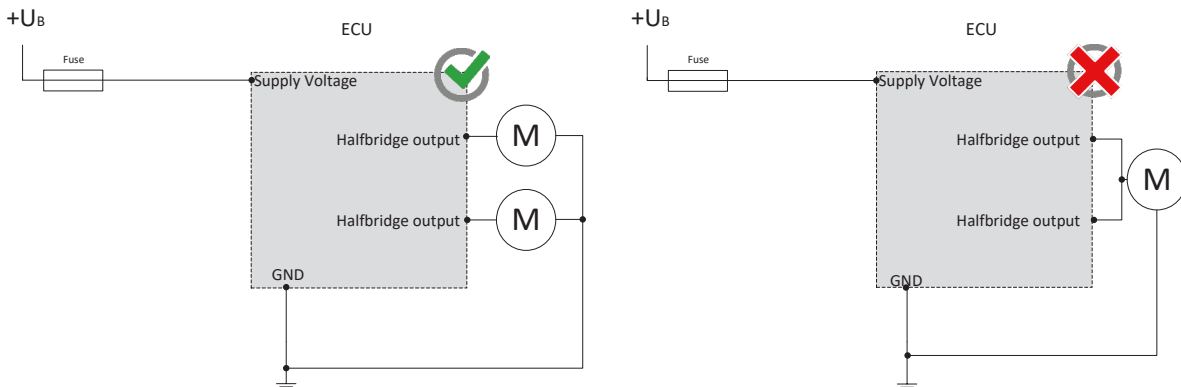 +UB
ECU
Fuse
Supply Voltage
Halfbridge output
M
Halfbridge output
M
GND
+UB
ECU
Fuse
Supply Voltage
Halfbridge output
M
Halfbridge output
GND